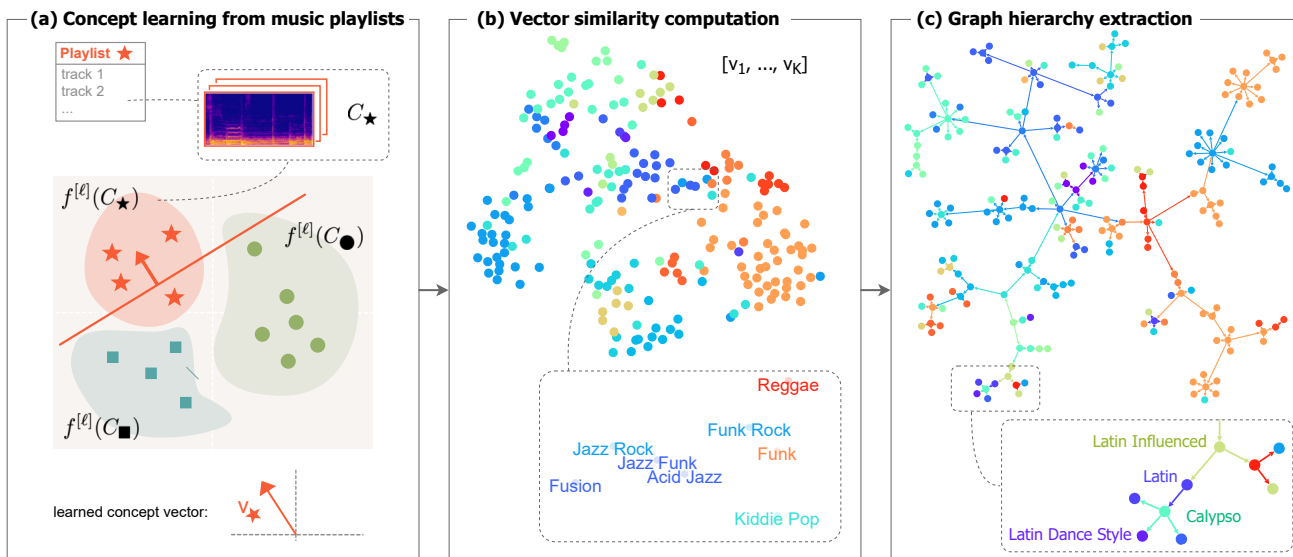 (a) Concept learning from music playlists
Playlist ★
track 1
track 2
...
C★
f[ℓ](C★)
f[ℓ](C●)
f[ℓ](C■)
learned concept vector:
v★
(b) Vector similarity computation
[v1, ..., vK]
Reggae
Funk Rock
Jazz Rock
Funk
Jazz Funk
Acid Jazz
Fusion
Kiddie Pop
(c) Graph hierarchy extraction
Latin Influenced
Latin
Calypso
Latin Dance Style